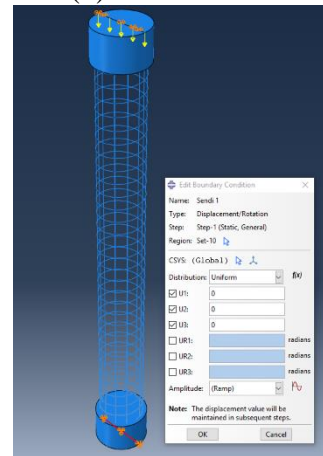 Edit Boundary Condition
Name: Sendi 1
Type: Displacement/Rotation
Step: Step-1 (Static, General)
Region: Set-10
CSYS: (Global)
Distribution: Uniform f(x)
U1: 0
U2: 0
U3: 0
UR1: radians
UR2: radians
UR3: radians
Amplitude: (Ramp)
Note: The displacement value will be
maintained in subsequent steps.
OK Cancel